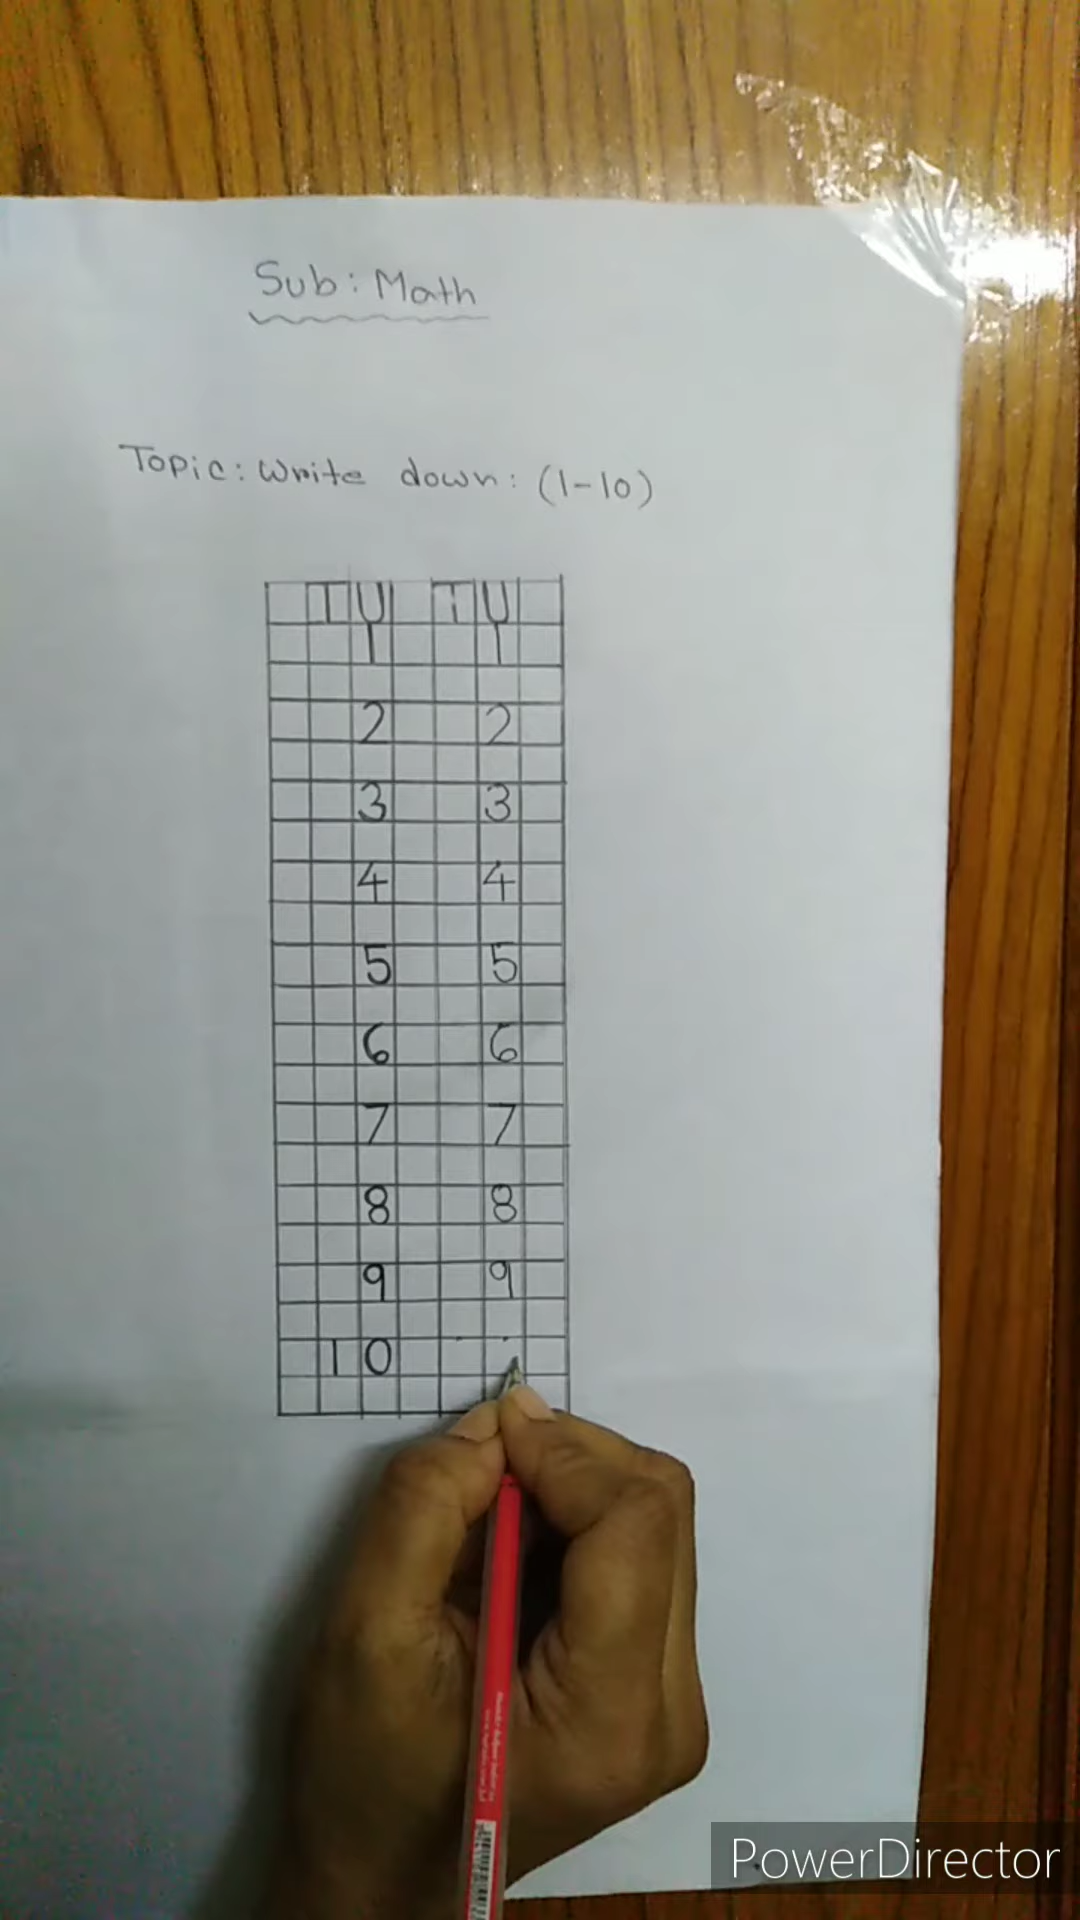 Sub: Math
Topic: Write down: (1-10)
T U T U
1 1
2 2
3 3
4 4
5 5
6 6
7 7
8 8
9 9
10
PowerDirector